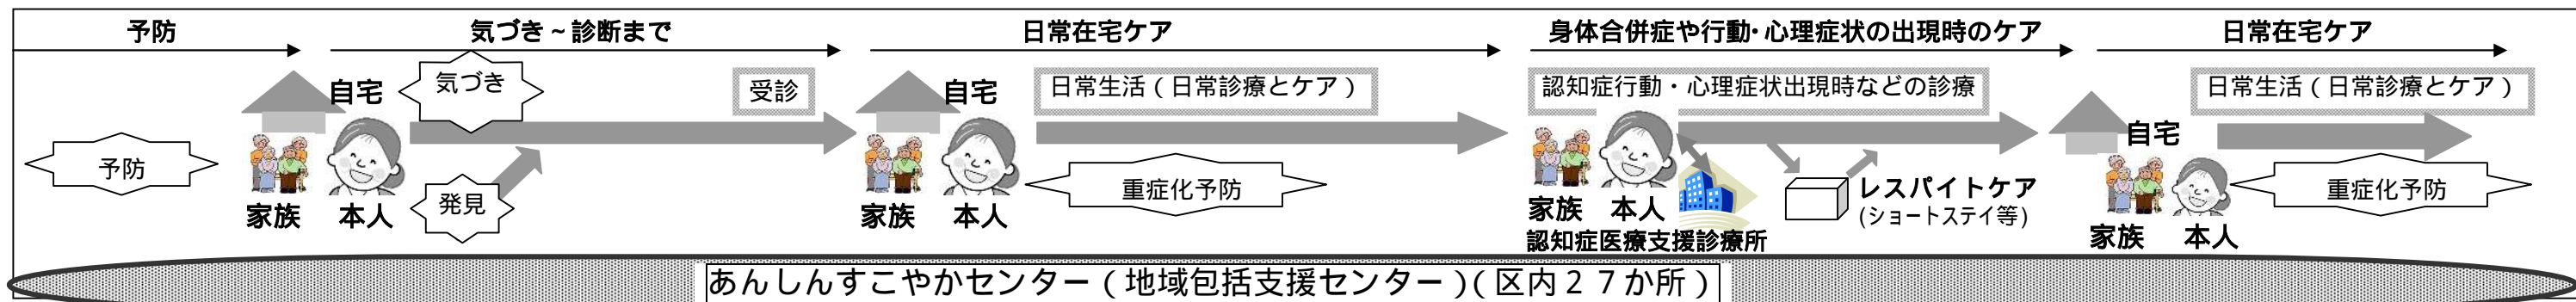 予防
気づき～診断まで
日常在宅ケア
身体合併症や行動･心理症状の出現時のケア
日常在宅ケア
自宅
気づき
受診
自宅
日常生活（日常診療とケア）
認知症行動・心理症状出現時などの診療
日常生活（日常診療とケア）
自宅
予防
発見
重症化予防
レスパイトケア
(ショートステイ等)
重症化予防
家族 本人
家族 本人
家族 本人
認知症医療支援診療所
家族 本人
あんしんすこやかセンター（地域包括支援センター）(区内２７か所）